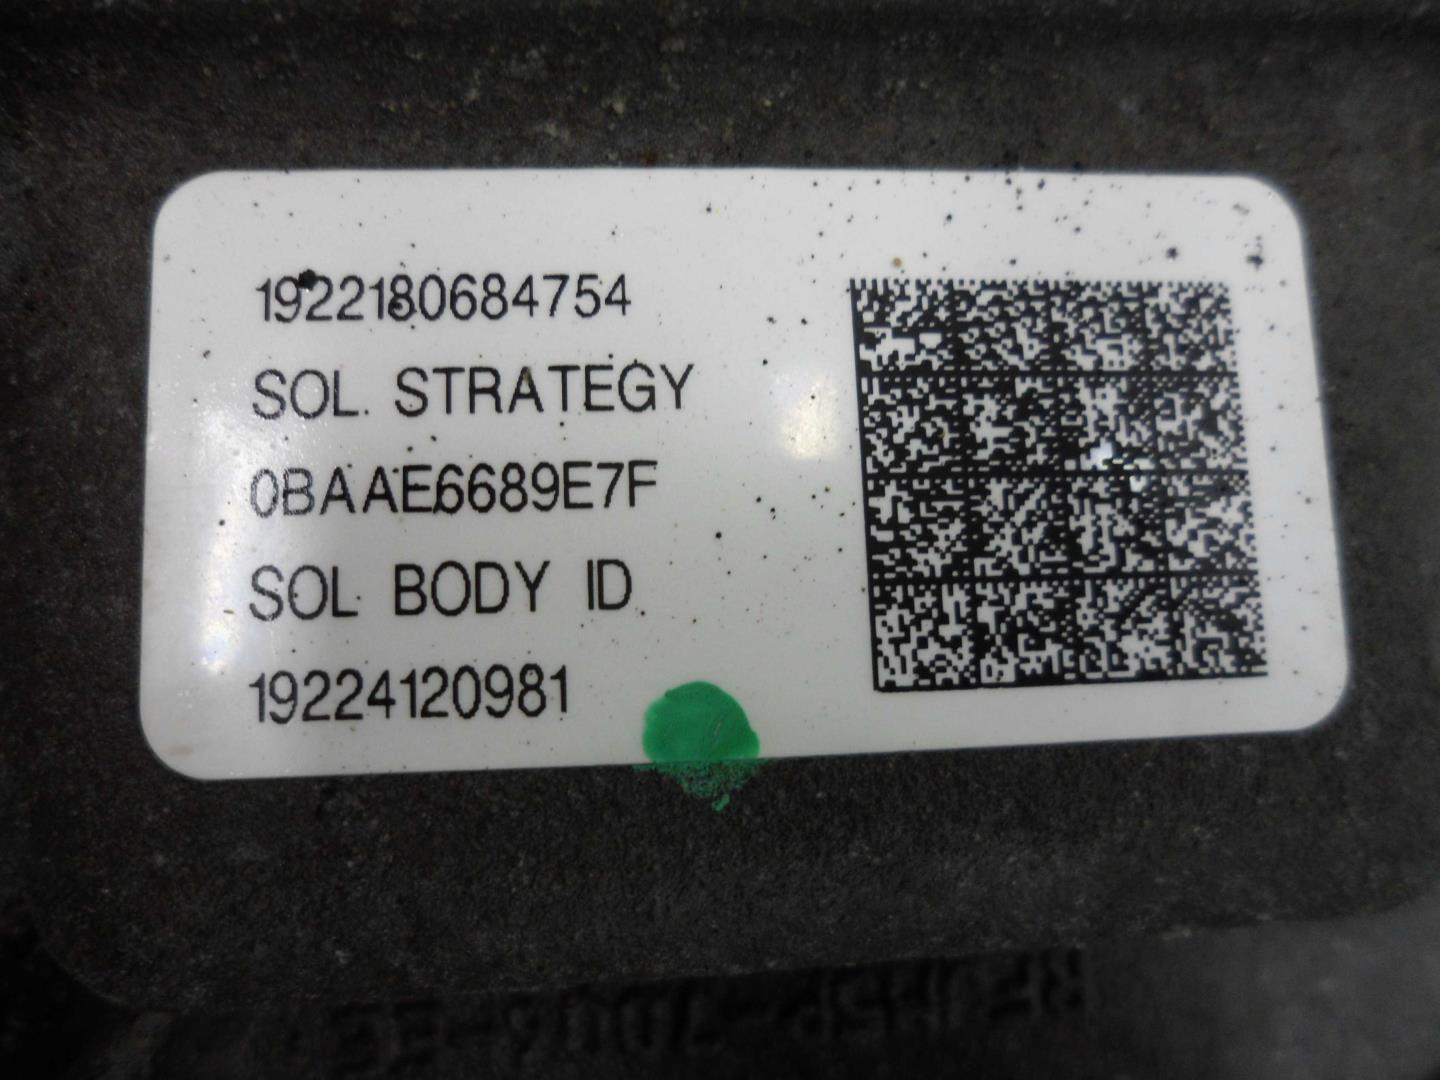 1922180684754
SOL. STRATEGY
0BAAE6689E7F
SOL BODY ID
19224120981